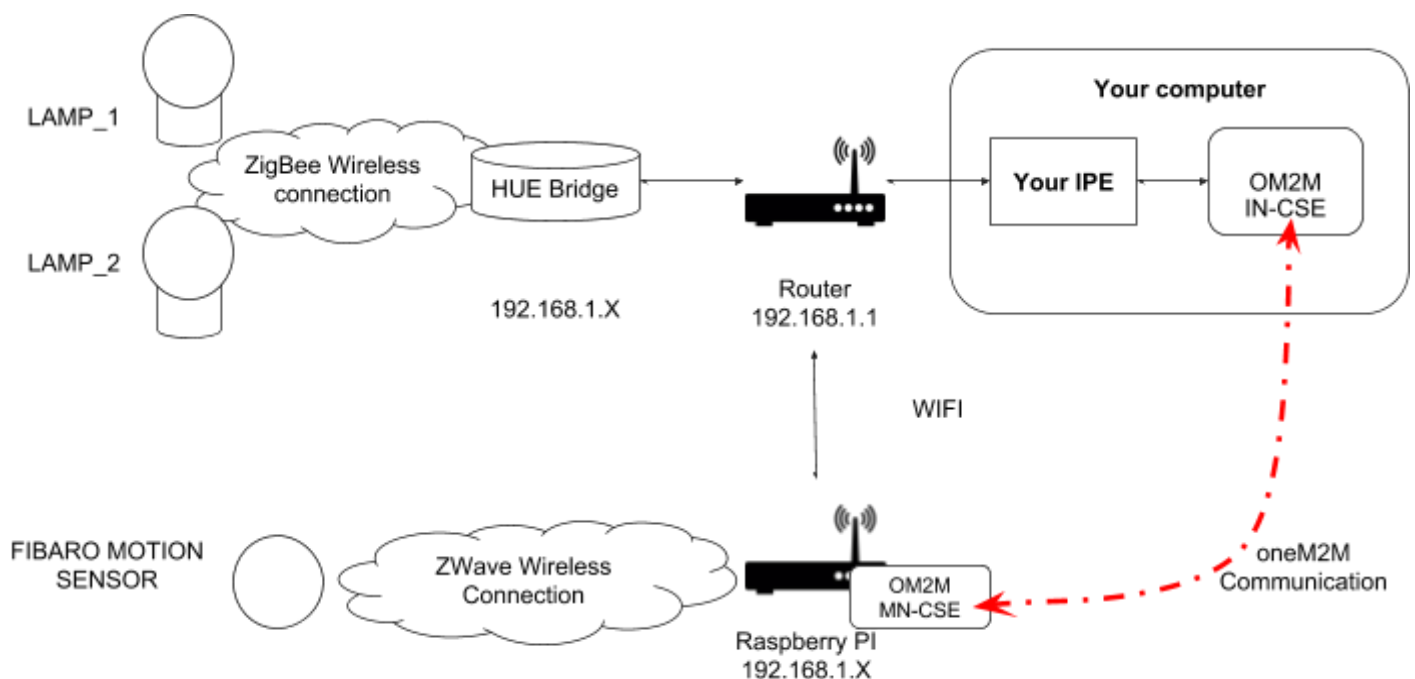 LAMP_1
ZigBee Wireless
connection
HUE Bridge
LAMP_2
192.168.1.X
Router
192.168.1.1
Your computer
Your IPE
OM2M
IN-CSE
WIFI
FIBARO MOTION
SENSOR
ZWave Wireless
Connection
OM2M
MN-CSE
Raspberry PI
192.168.1.X
oneM2M
Communication